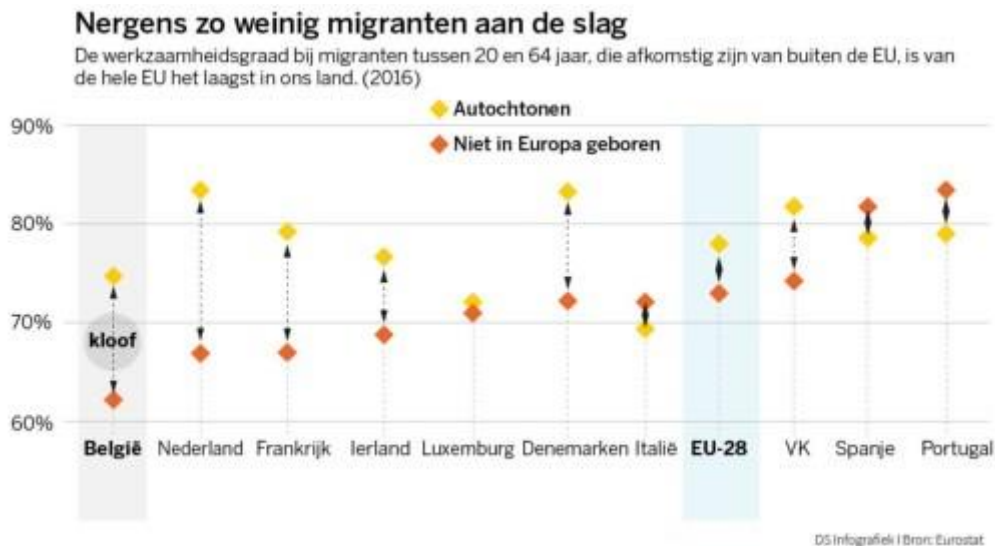 Nergens zo weinig migranten aan de slag
De werkzaamheidsgraad bij migranten tussen 20 en 64 jaar, die afkomstig zijn van buiten de EU, is van
de hele EU het laagst in ons land. (2016)
Autochtonen
90%
Niet in Europa geboren
80%
70%
kloof
60%
België Nederland Frankrijk Ierland Luxemburg Denemarken Italië EU-28 VK Spanje Portugal
DS Infografiek | Bron: Eurostat